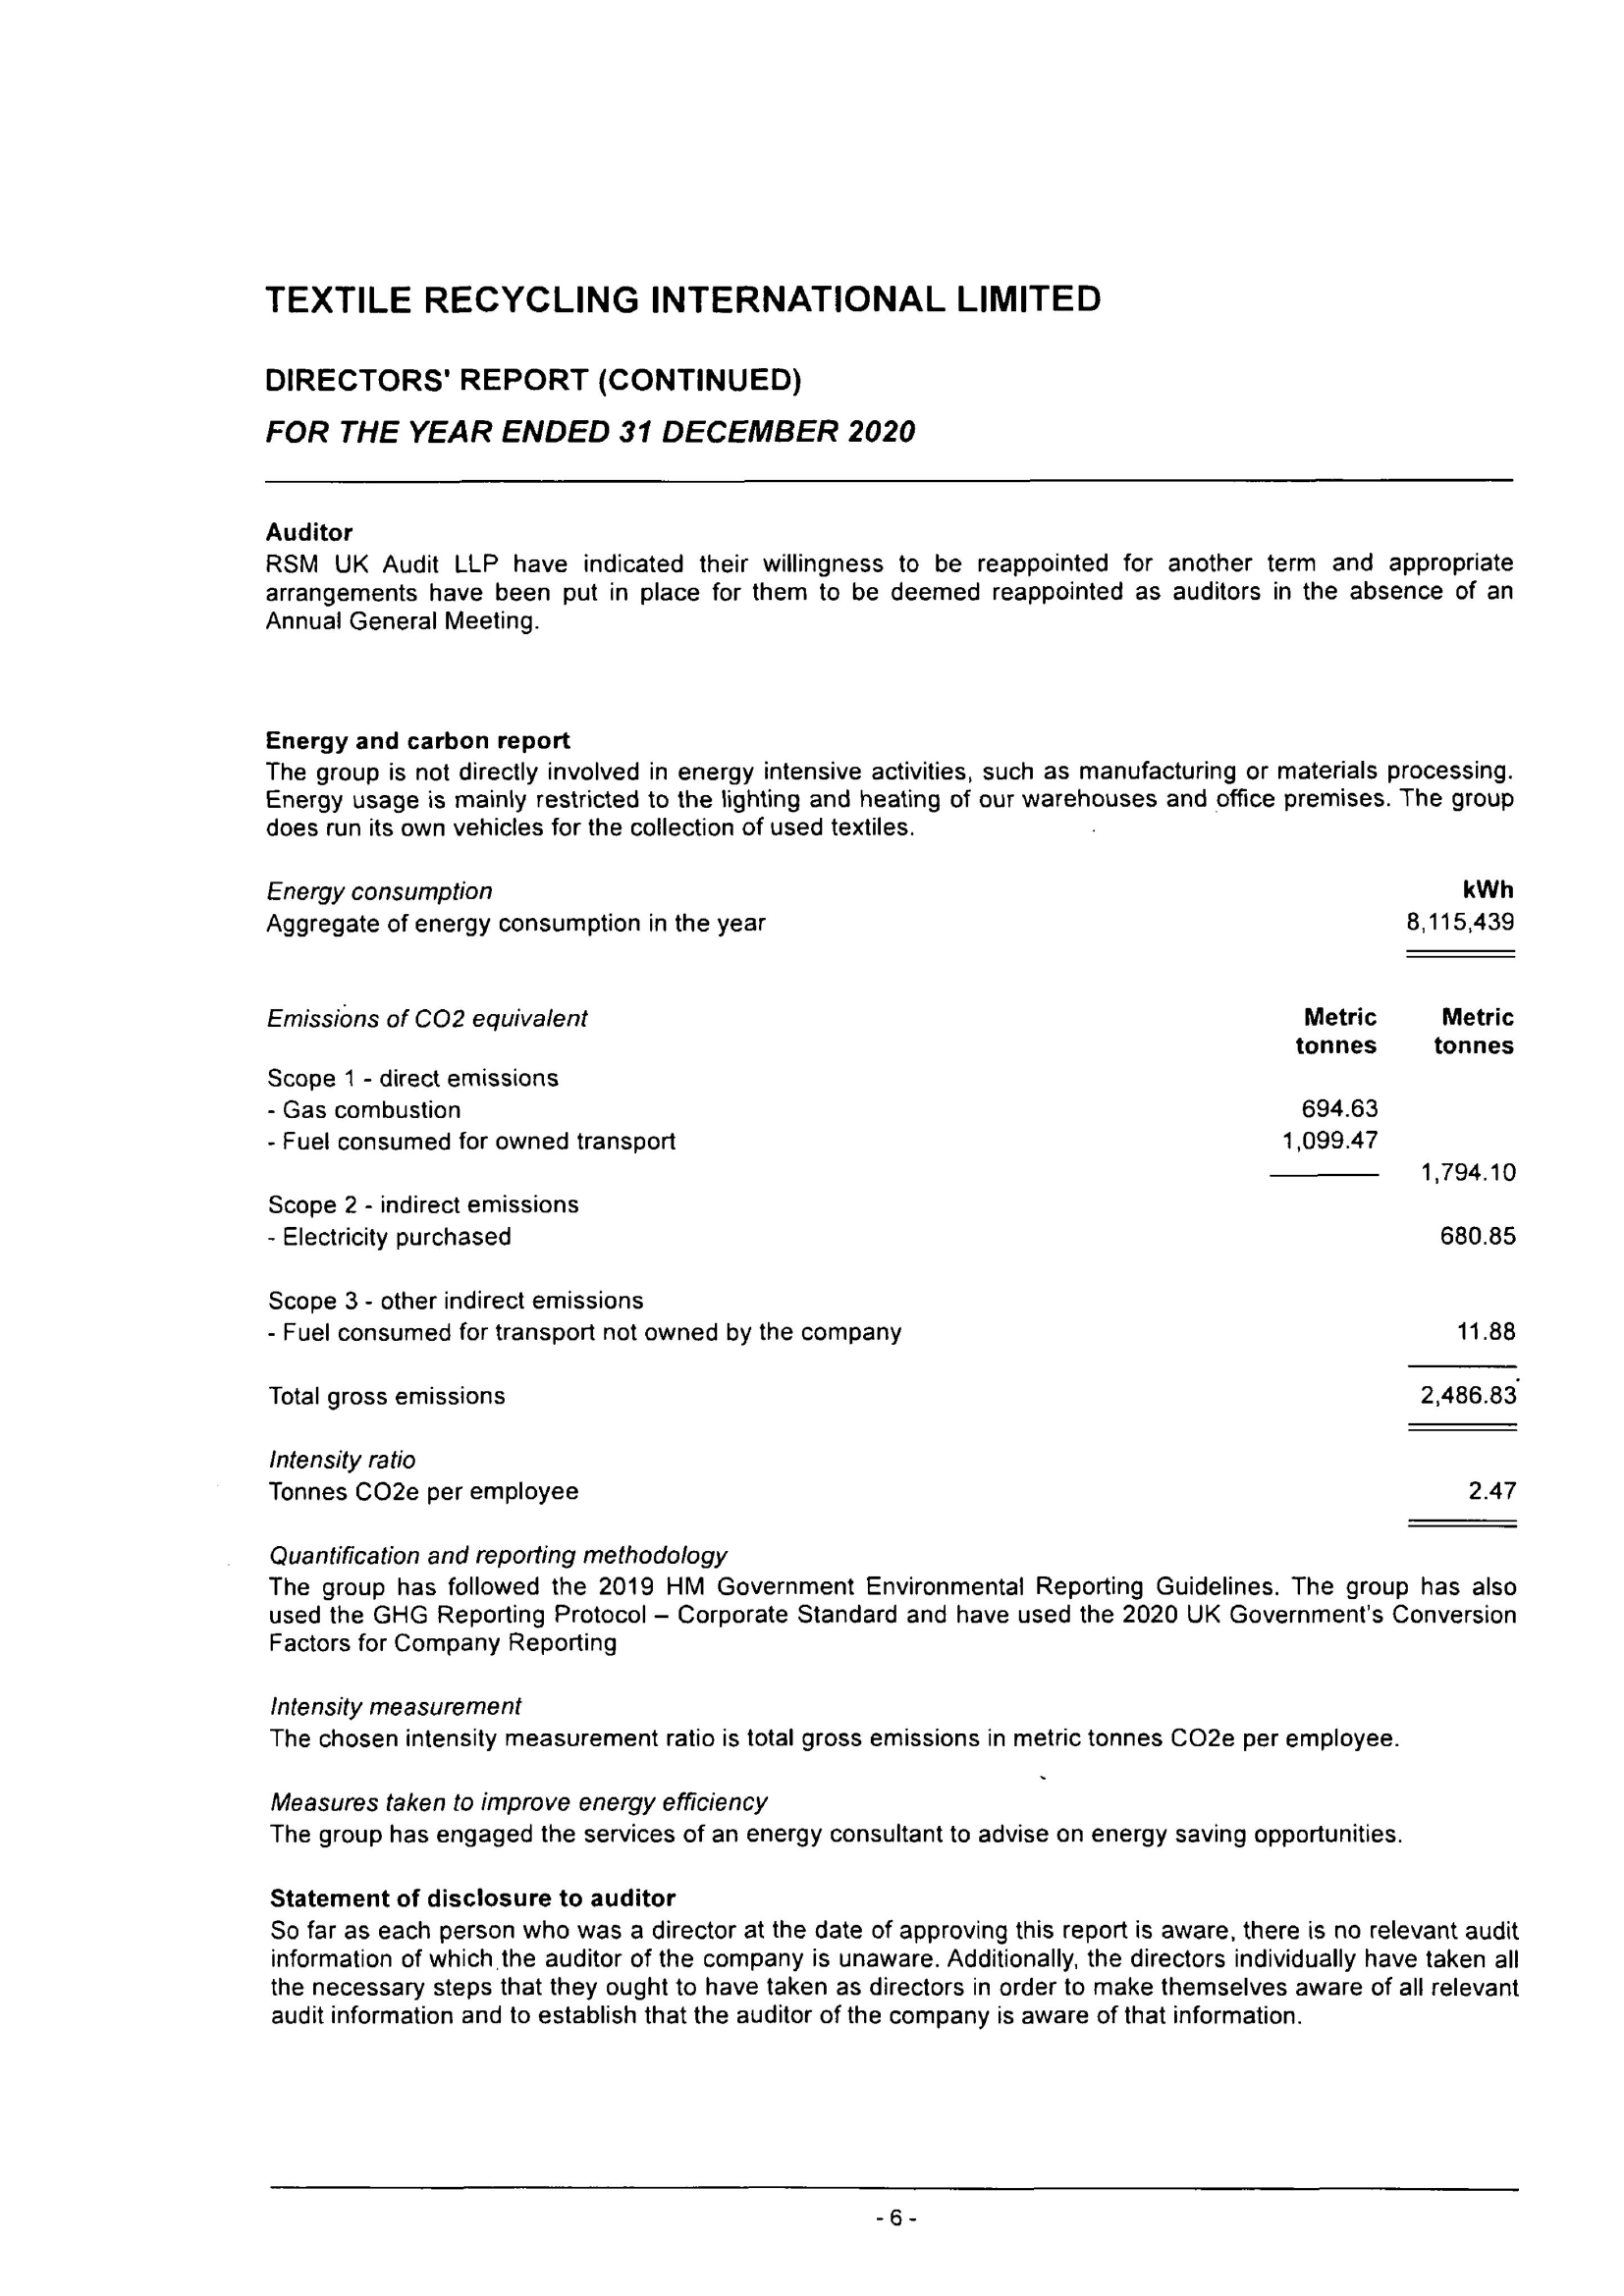 TEXTILE RECYCLING INTERNATIONAL LIMITED
DIRECTORS' REPORT (CONTINUED)
FOR THE YEAR ENDED 31 DECEMBER 2020
Auditor
RSM UK Audit LLP have indicated their willingness to be reappointed for another term and appropriate
arrangements have been put in place for them to be deemed reappointed as auditors in the absence of an
Annual General Meeting.
Energy and carbon report
The group is not directly involved in energy intensive activities, such as manufacturing or materials processing.
Energy usage is mainly restricted to the lighting and heating of our warehouses and office premises. The group
does run its own vehicles for the collection of used textiles.
Energy consumption kWh
Aggregate of energy consumption in the year 8,115,439
Emissions of CO2 equivalent Metric Metric
tonnes tonnes
Scope 1 - direct emissions
- Gas combustion 694.63
- Fuel consumed for owned transport 1,099.47
1,794.10
Scope 2 - indirect emissions
- Electricity purchased 680.85
Scope 3 - other indirect emissions
- Fuel consumed for transport not owned by the company 11.88
Total gross emissions 2,486.83
Intensity ratio
Tonnes CO2e per employee 2.47
Quantification and reporting methodology
The group has followed the 2019 HM Government Environmental Reporting Guidelines. The group has also
used the GHG Reporting Protocol – Corporate Standard and have used the 2020 UK Government's Conversion
Factors for Company Reporting
Intensity measurement
The chosen intensity measurement ratio is total gross emissions in metric tonnes CO2e per employee.
Measures taken to improve energy efficiency
The group has engaged the services of an energy consultant to advise on energy saving opportunities.
Statement of disclosure to auditor
So far as each person who was a director at the date of approving this report is aware, there is no relevant audit
information of which the auditor of the company is unaware. Additionally, the directors individually have taken all
the necessary steps that they ought to have taken as directors in order to make themselves aware of all relevant
audit information and to establish that the auditor of the company is aware of that information.
- 6 -